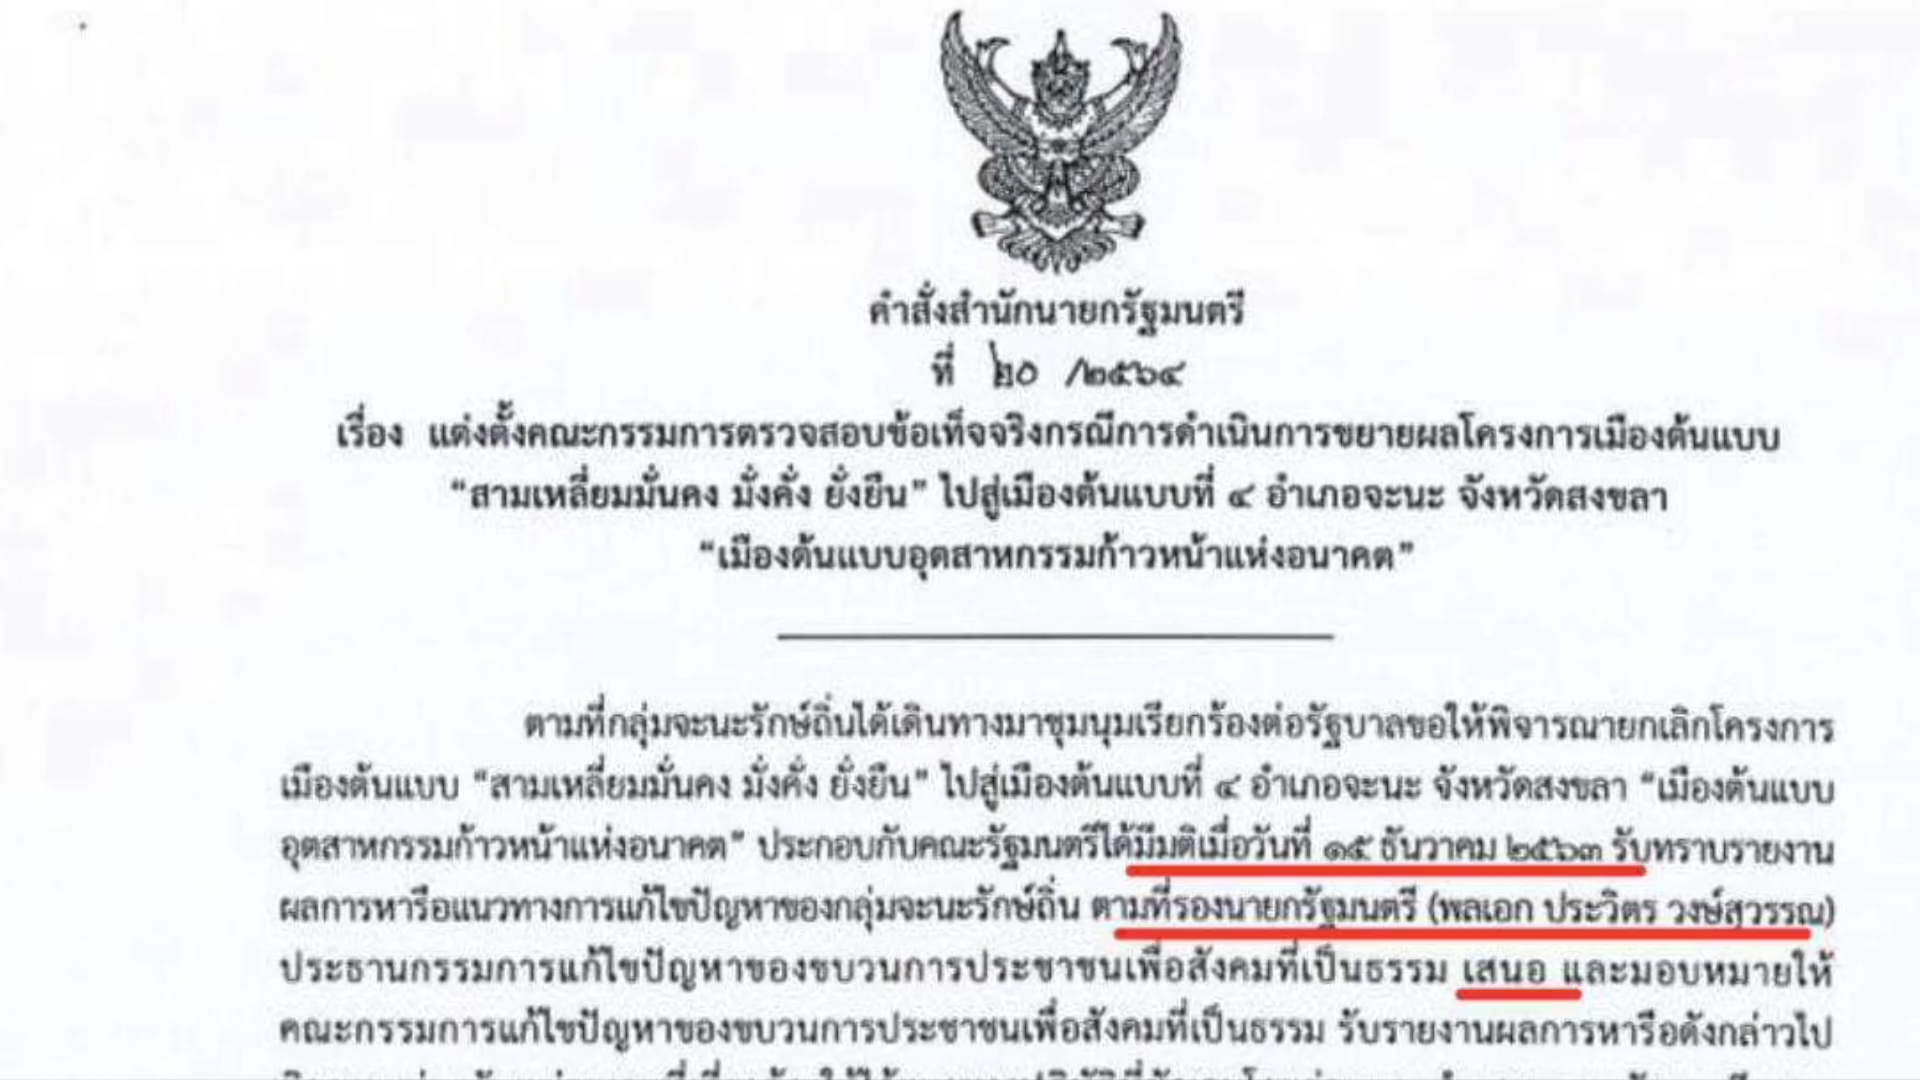 คำสั่งสำนักนายกรัฐมนตรี
ที่ ๒๐ /๒๕๖๔
เรื่อง แต่งตั้งคณะกรรมการตรวจสอบข้อเท็จจริงกรณีการดำเนินการขยายผลโครงการเมืองต้นแบบ
“สามเหลี่ยมมั่นคง มั่งคั่ง ยั่งยืน” ไปสู่เมืองต้นแบบที่ ๔ อำเภอจะนะ จังหวัดสงขลา
“เมืองต้นแบบอุตสาหกรรมก้าวหน้าแห่งอนาคต”
ตามที่กลุ่มจะนะรักษ์ถิ่นได้เดินทางมาชุมนุมเรียกร้องต่อรัฐบาลขอให้พิจารณายกเลิกโครงการ
เมืองต้นแบบ “สามเหลี่ยมมั่นคง มั่งคั่ง ยั่งยืน” ไปสู่เมืองต้นแบบที่ ๔ อำเภอจะนะ จังหวัดสงขลา “เมืองต้นแบบ
อุตสาหกรรมก้าวหน้าแห่งอนาคต” ประกอบกับคณะรัฐมนตรีได้มีมติเมื่อวันที่ ๑๕ ธันวาคม ๒๕๖๓ รับทราบรายงาน
ผลการหารือแนวทางการแก้ไขปัญหาของกลุ่มจะนะรักษ์ถิ่น ตามที่รองนายกรัฐมนตรี (พลเอก ประวิตร วงษ์สุวรรณ)
ประธานกรรมการแก้ไขปัญหาของขบวนการประชาชนเพื่อสังคมที่เป็นธรรม เสนอ และมอบหมายให้
คณะกรรมการแก้ไขปัญหาของขบวนการประชาชนเพื่อสังคมที่เป็นธรรม รับรายงานผลการหารือดังกล่าวไป